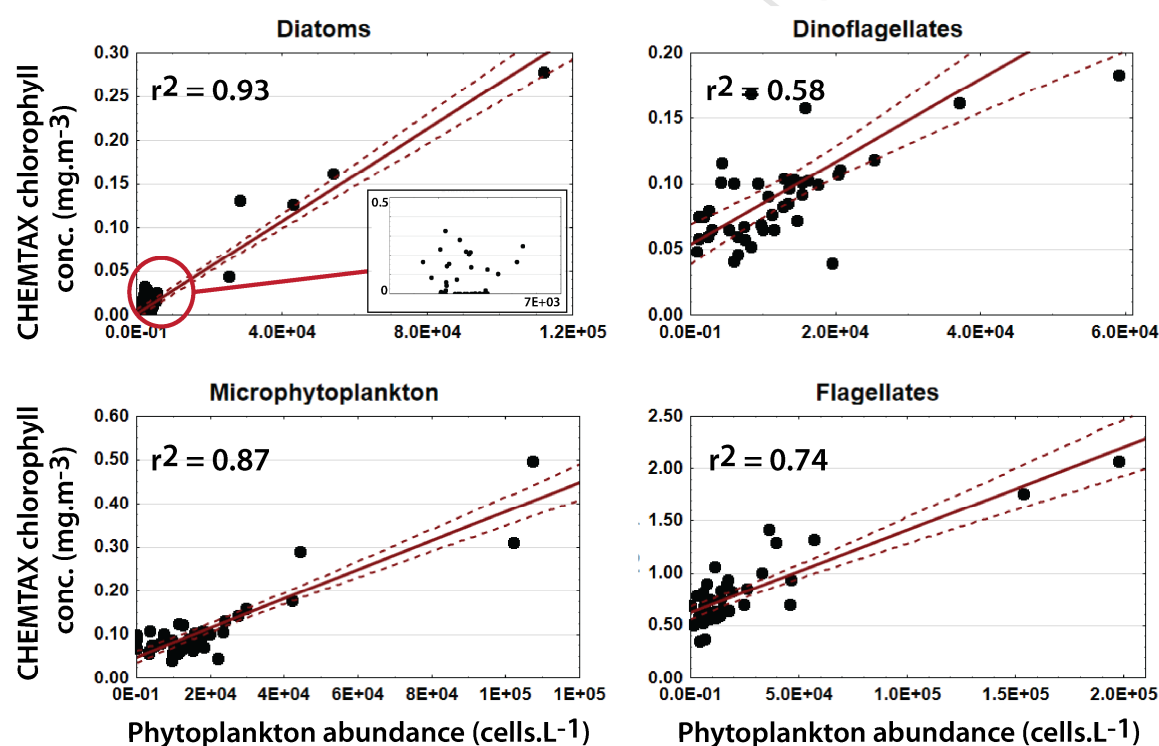 Diatoms
CHEMTAX chlorophyll
conc. (mg.m-3)
r2 = 0.93
0.30
0.25
0.20
0.15
0.10
0.05
0.00
0.5
0
7E+03
0.0E-01 4.0E+04 8.0E+04 1.2E+05
Dinoflagellates
r2 = 0.58
0.20
0.15
0.10
0.05
0.00
0.0E-01 2.0E+04 4.0E+04 6.0E+04
Microphytoplankton
CHEMTAX chlorophyll
conc. (mg.m-3)
r2 = 0.87
0.60
0.50
0.40
0.30
0.20
0.10
0.00
0E-01 2E+04 4E+04 6E+04 8E+04 1E+05 1E+05
Phytoplankton abundance (cells.L-1)
Flagellates
r2 = 0.74
2.50
2.00
1.50
1.00
0.50
0.00
0.0E-01 5.0E+04 1.0E+05 1.5E+05 2.0E+05
Phytoplankton abundance (cells.L-1)